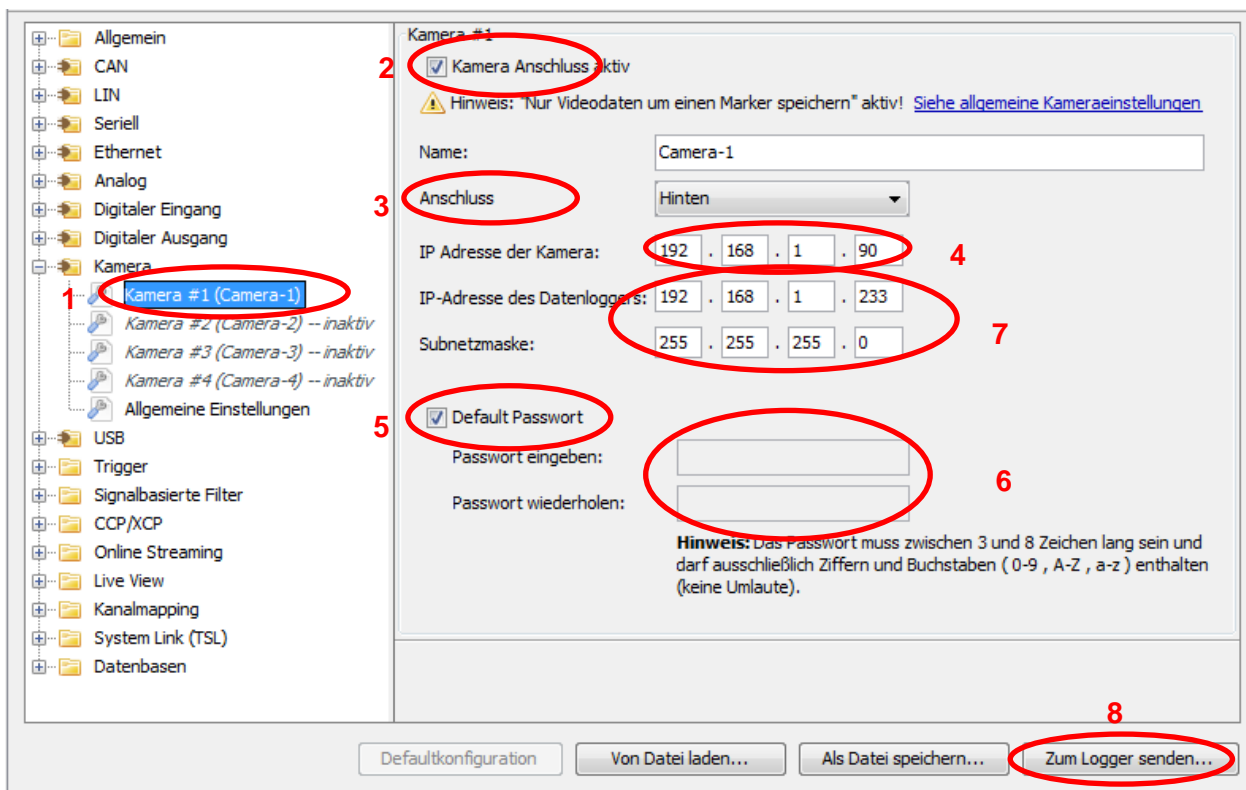 Allgemein
CAN
LIN
Seriell
Ethernet
Analog
Digitaler Eingang
Digitaler Ausgang
Kamera
1
Kamera #1 (Camera-1)
Kamera #2 (Camera-2) -- inaktiv
Kamera #3 (Camera-3) -- inaktiv
Kamera #4 (Camera-4) -- inaktiv
Allgemeine Einstellungen
USB
Trigger
Signalbasierte Filter
CCP/XCP
Online Streaming
Live View
Kanalmapping
System Link (TSL)
Datenbasen
Kamera #1
2
Kamera Anschluss aktiv
Hinweis: "Nur Videodaten um einen Marker speichern" aktiv! Siehe allgemeine Kameraeinstellungen
Name: Camera-1
3
Anschluss Hinten
IP Adresse der Kamera: 192 . 168 . 1 . 90
4
IP-Adresse des Datenloggers: 192 . 168 . 1 . 233
7
Subnetzmaske: 255 . 255 . 255 . 0
5
Default Passwort
Passwort eingeben:
6
Passwort wiederholen:
Hinweis: Das Passwort muss zwischen 3 und 8 Zeichen lang sein und
darf ausschließlich Ziffern und Buchstaben ( 0-9 , A-Z , a-z ) enthalten
(keine Umlaute).
8
Defaultkonfiguration
Von Datei laden...
Als Datei speichern...
Zum Logger senden...